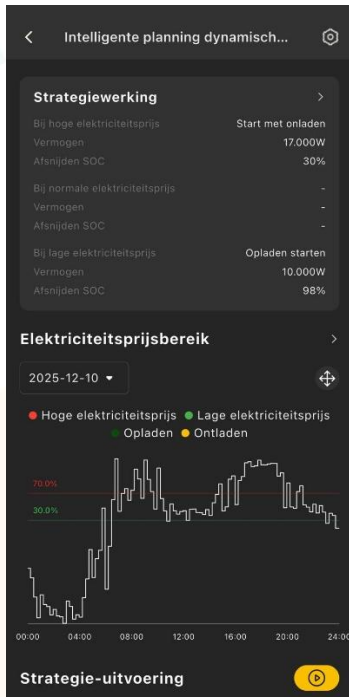 Intelligente planning dynamisch...
Strategiewerking
Bij hoge elektriciteitsprijs Start met onladen
Vermogen 17.000W
Afsnijden SOC 30%
Bij normale elektriciteitsprijs -
Vermogen -
Afsnijden SOC -
Bij lage elektriciteitsprijs Opladen starten
Vermogen 10.000W
Afsnijden SOC 98%
Elektriciteitsprijsbereik
2025-12-10
Hoge elektriciteitsprijs Lage elektriciteitsprijs
Opladen Ontladen
70.0%
30.0%
00:00 04:00 08:00 12:00 16:00 20:00 24:00
Strategie-uitvoering